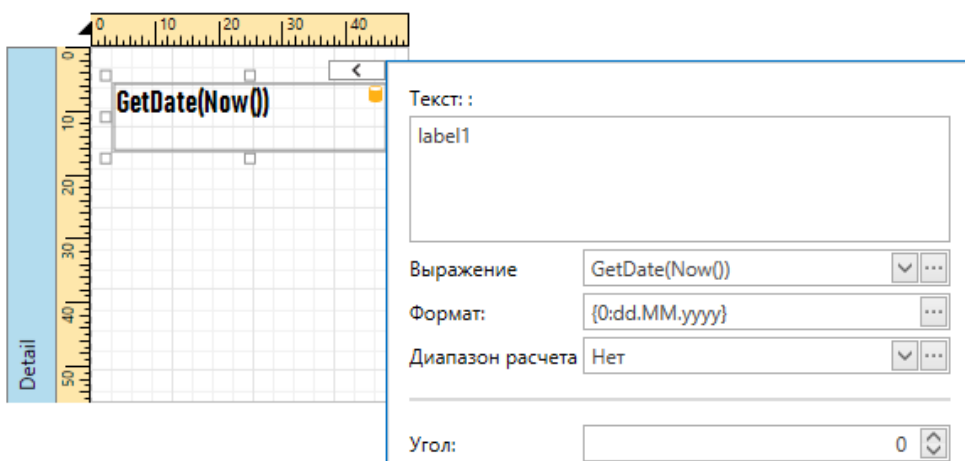 0 10 20 30 40
0
10
20
30
40
50
Detail
GetDate(Now())
Текст: :
label1
Выражение GetDate(Now())
Формат: {0:dd.MM.yyyy}
Диапазон расчета Нет
Угол: 0